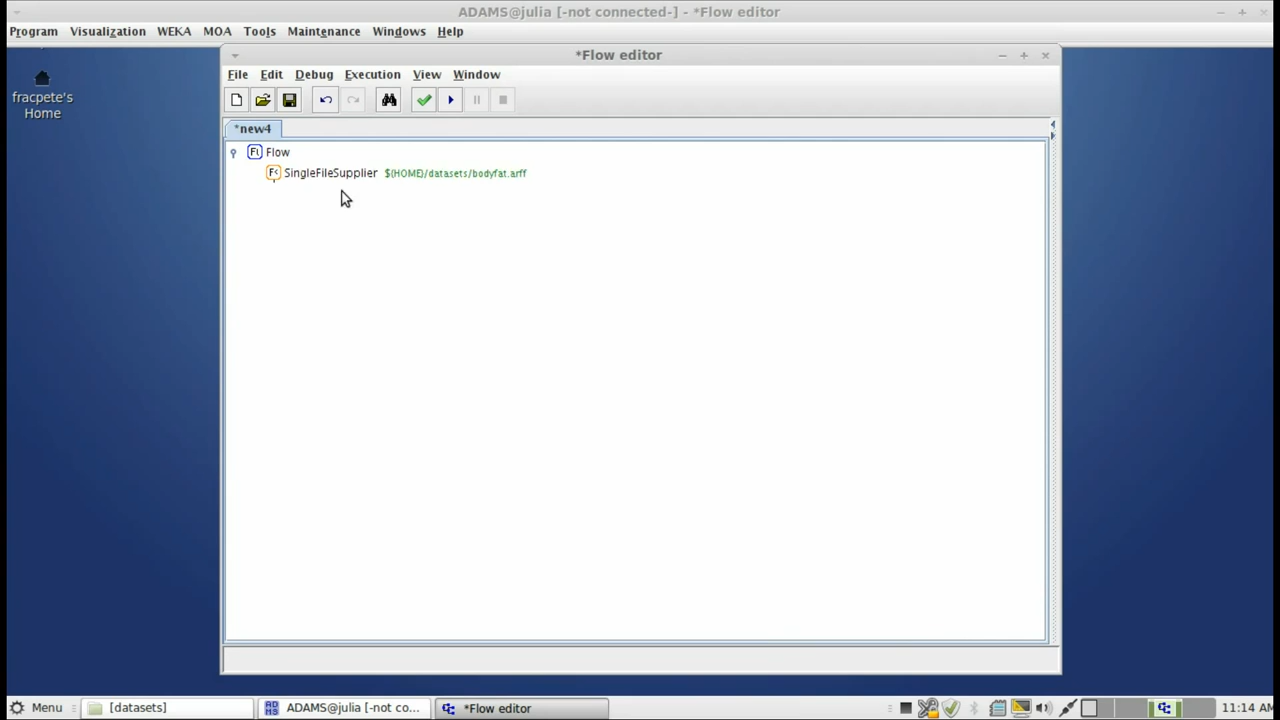 ADAMS@julia [-not connected-] - *Flow editor
Program Visualization WEKA MOA Tools Maintenance Windows Help
*Flow editor
fracpete's
Home
File Edit Debug Execution View Window
*new4
Flow
SingleFileSupplier $(HOME)/datasets/bodyfat.arff
Menu [datasets] ADAMS@julia [-not co... *Flow editor 11:14 AM